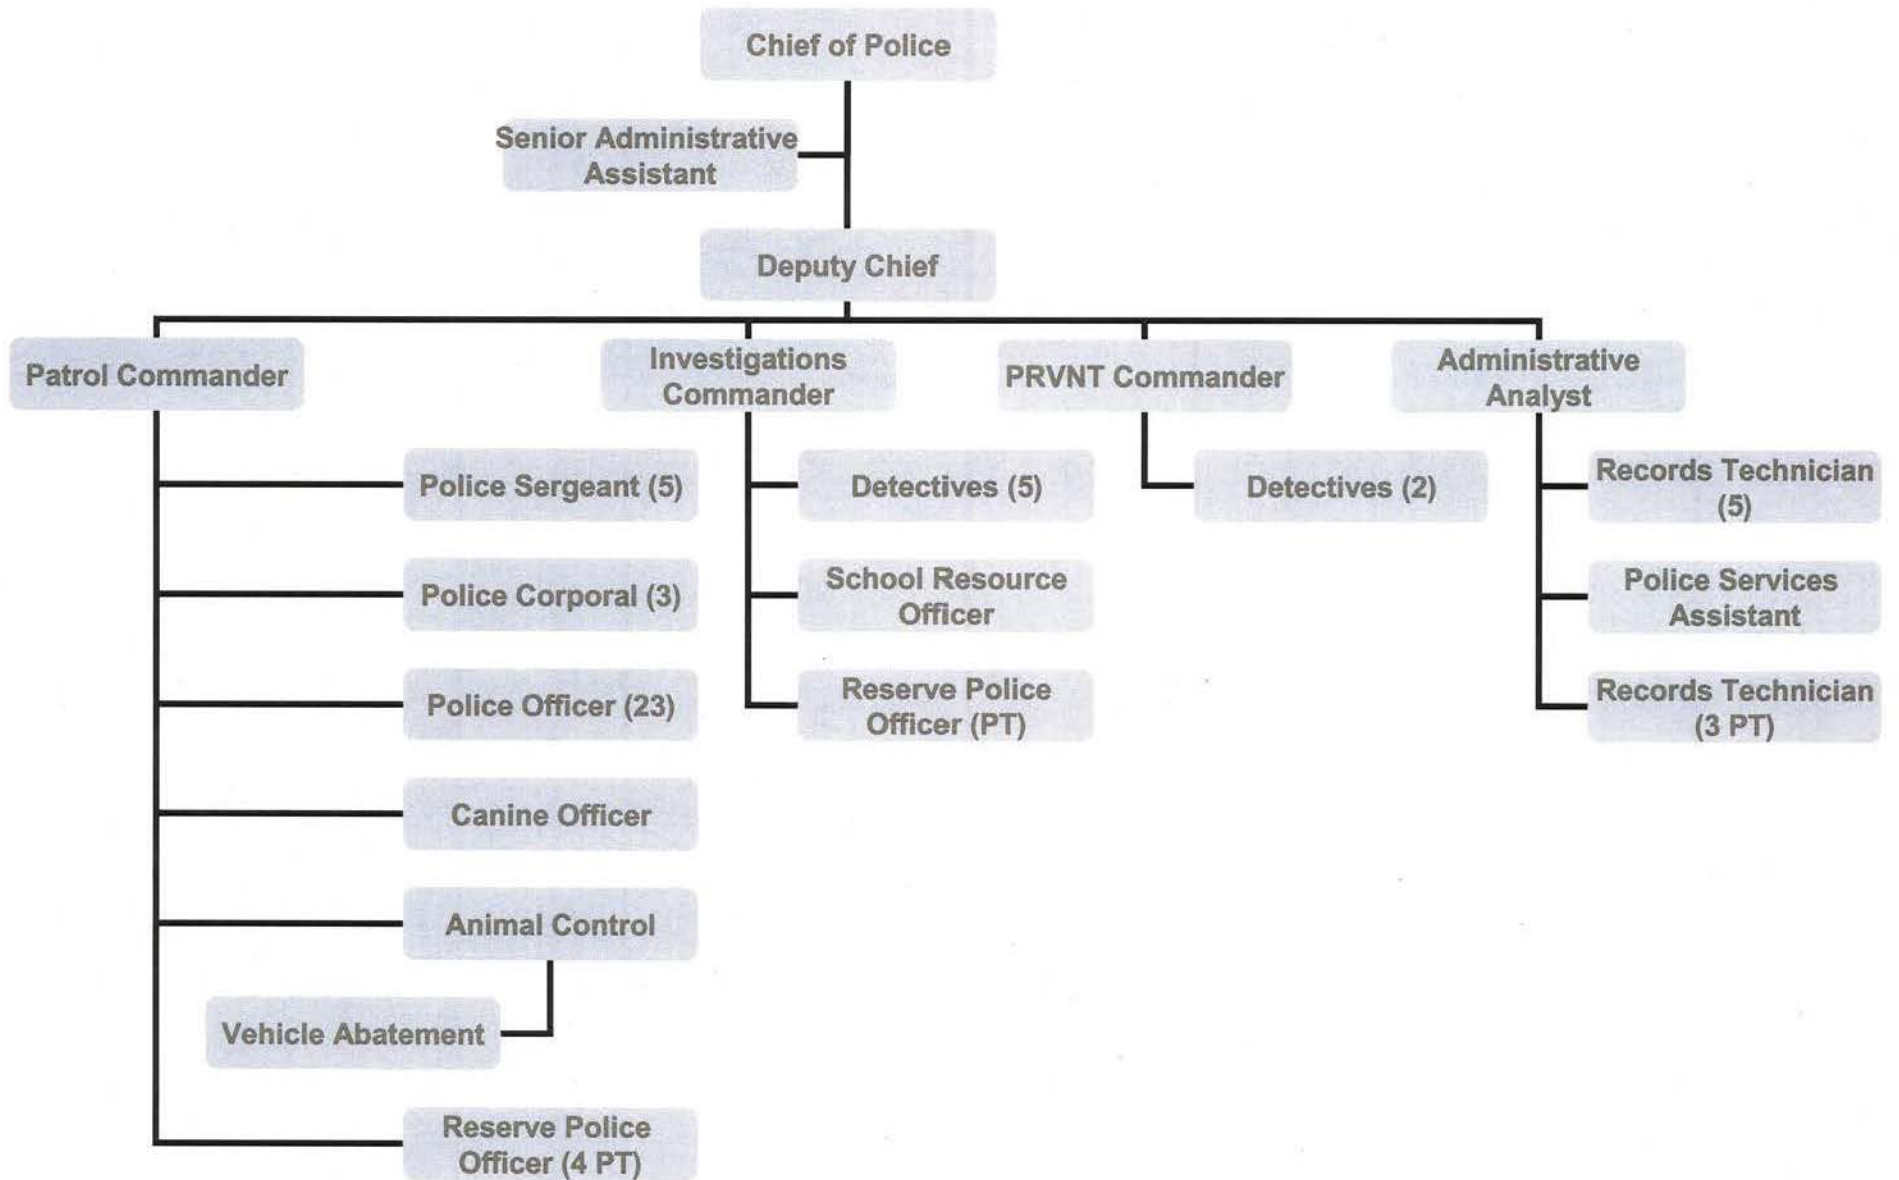 Chief of Police
Senior Administrative
Assistant
Deputy Chief
Patrol Commander
Investigations
Commander
PRVNT Commander
Administrative
Analyst
Police Sergeant (5)
Detectives (5)
Detectives (2)
Records Technician
(5)
Police Corporal (3)
School Resource
Officer
Police Services
Assistant
Police Officer (23)
Reserve Police
Officer (PT)
Records Technician
(3 PT)
Canine Officer
Animal Control
Vehicle Abatement
Reserve Police
Officer (4 PT)